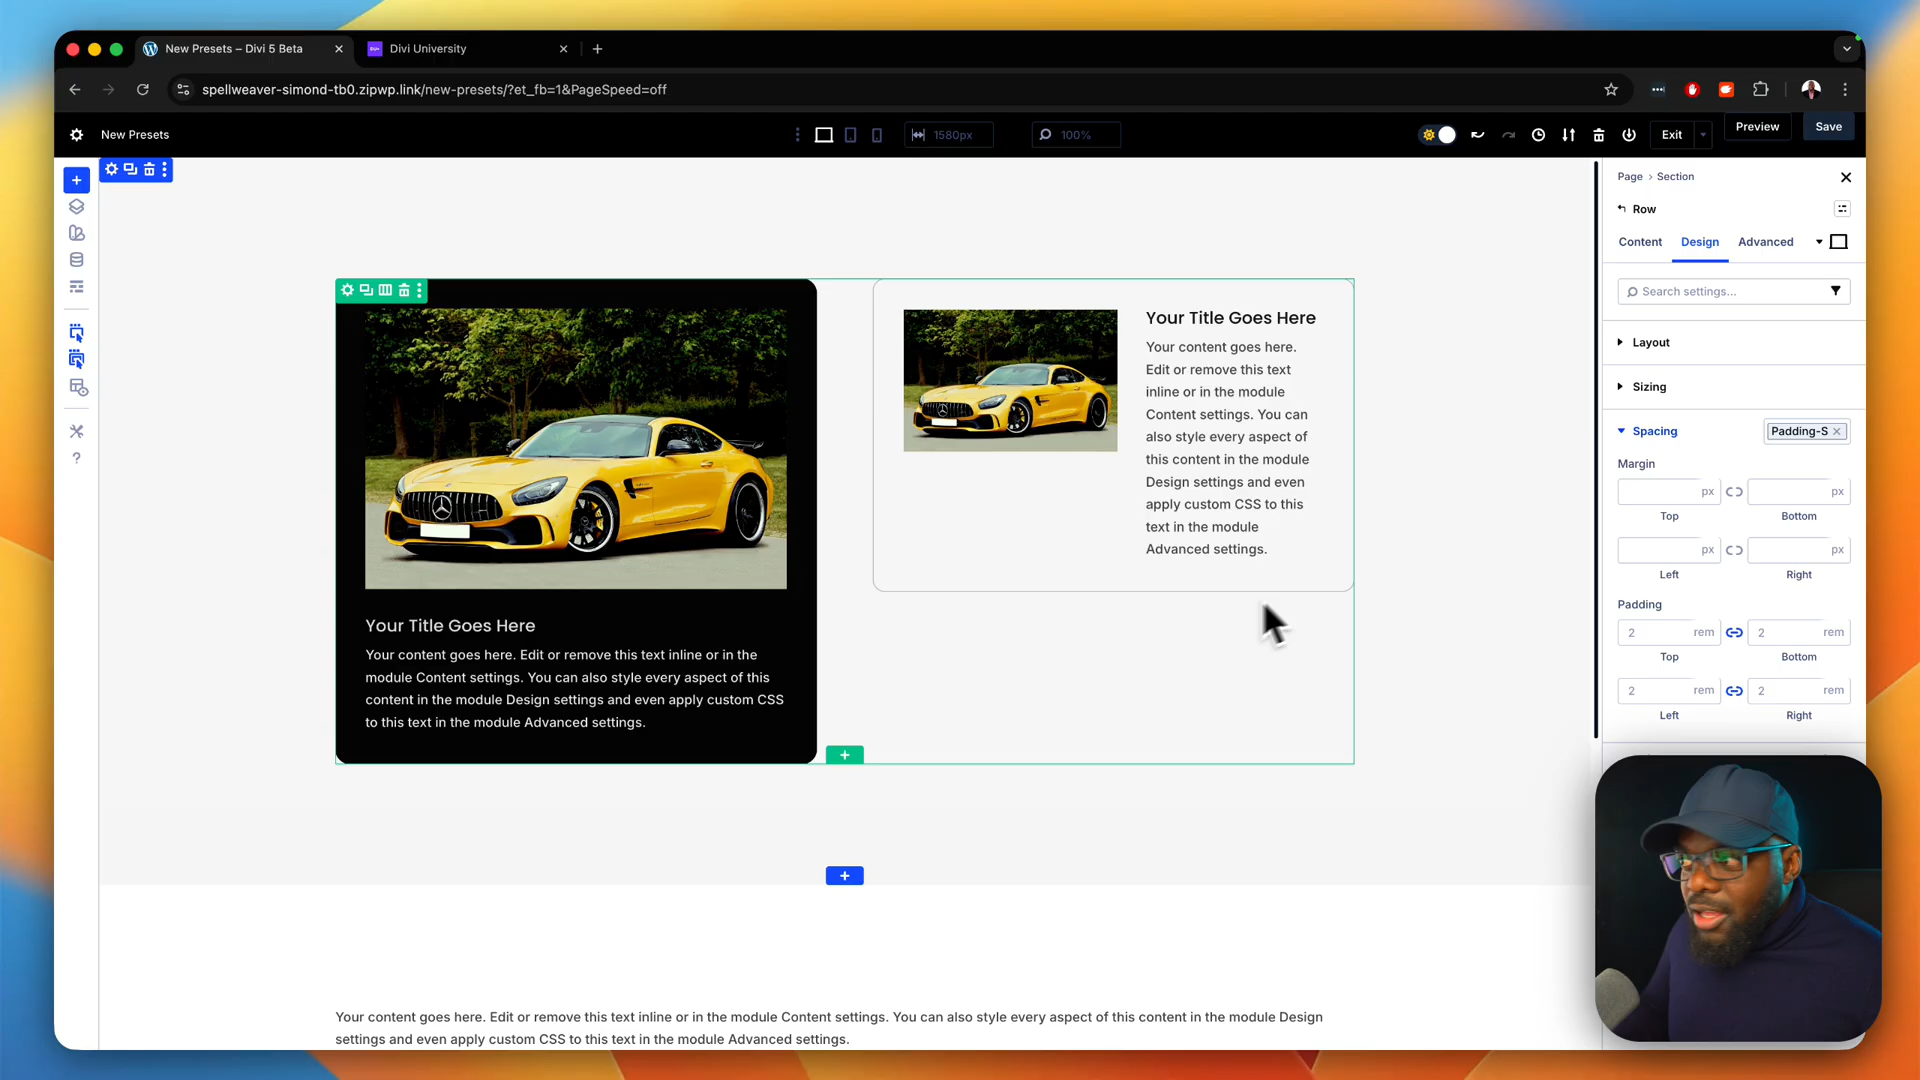 New Presets – Divi 5 Beta
DU+
Divi University
spellweaver-simond-tb0.zipwp.link/new-presets/?et_fb=1&PageSpeed=off
New Presets
1580px
100%
Exit
Preview
Save
Page
Section
Row
Content
Design
Advanced
Search settings...
Layout
Sizing
Spacing
Padding-S
Margin
px
px
Top
Bottom
px
px
Left
Right
Padding
2 rem
2 rem
Top
Bottom
2 rem
2 rem
Left
Right
Your Title Goes Here
Your content goes here. Edit or remove this text inline or in the
module Content settings. You can also style every aspect of this
content in the module Design settings and even apply custom CSS
to this text in the module Advanced settings.
Your Title Goes Here
Your content goes here.
Edit or remove this text
inline or in the module
Content settings. You can
also style every aspect of
this content in the module
Design settings and even
apply custom CSS to this
text in the module
Advanced settings.
Your content goes here. Edit or remove this text inline or in the module Content settings. You can also style every aspect of this content in the module Design
settings and even apply custom CSS to this text in the module Advanced settings.